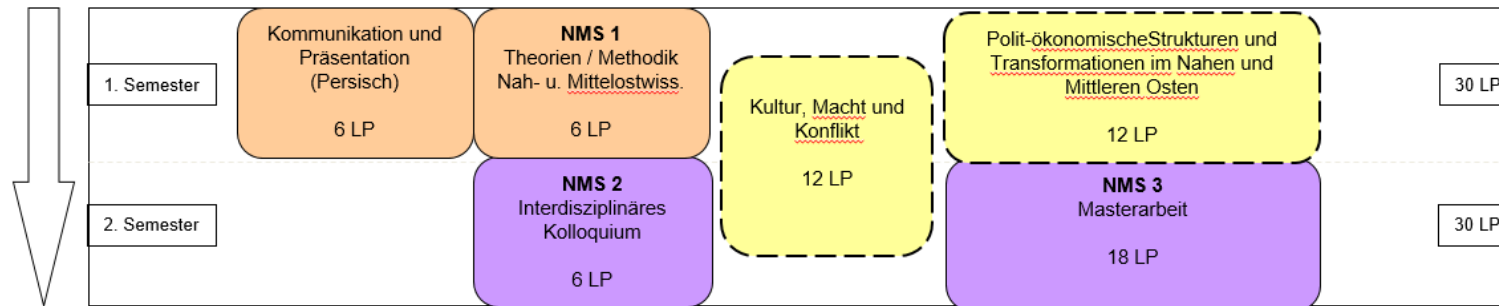 1. Semester
Kommunikation und
Präsentation
(Persisch)
6 LP
NMS 1
Theorien / Methodik
Nah- u. Mittelostwiss.
6 LP
Kultur, Macht und
Konflikt
12 LP
Polit-ökonomischeStrukturen und
Transformationen im Nahen und
Mittleren Osten
12 LP
30 LP
2. Semester
NMS 2
Interdisziplinäres
Kolloquium
6 LP
NMS 3
Masterarbeit
18 LP
30 LP